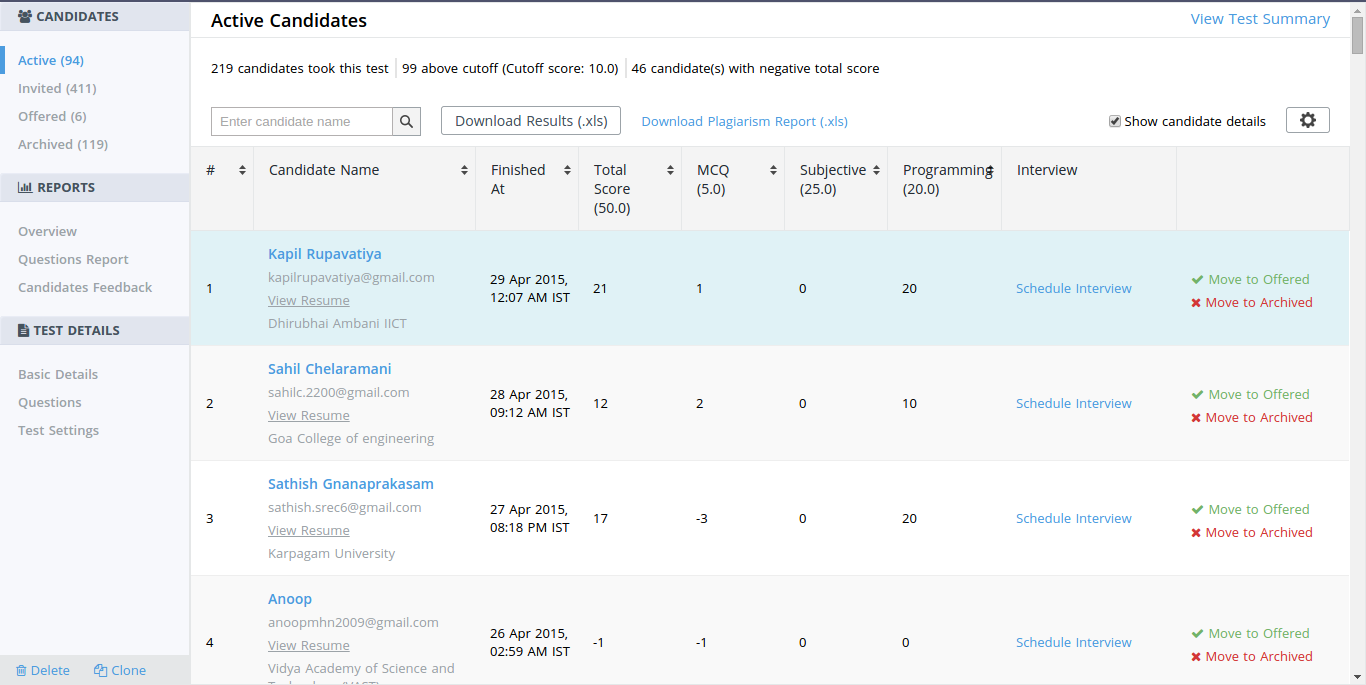 CANDIDATES
Active (94)
Invited (411)
Offered (6)
Archived (119)
REPORTS
Overview
Questions Report
Candidates Feedback
TEST DETAILS
Basic Details
Questions
Test Settings
Delete Clone
Active Candidates
View Test Summary
219 candidates took this test 99 above cutoff (Cutoff score: 10.0) 46 candidate(s) with negative total score
Enter candidate name Download Results (.xls) Download Plagiarism Report (.xls) Show candidate details
# Candidate Name Finished At Total Score (50.0) MCQ (5.0) Subjective (25.0) Programming (20.0) Interview
Kapil Rupavatiya
kapilrupavatiya@gmail.com
View Resume
Dhirubhai Ambani IICT
1 29 Apr 2015, 12:07 AM IST 21 1 0 20 Schedule Interview
Move to Offered
Move to Archived
Sahil Chelaramani
sahilc.2200@gmail.com
View Resume
Goa College of engineering
2 28 Apr 2015, 09:12 AM IST 12 2 0 10 Schedule Interview
Move to Offered
Move to Archived
Sathish Gnanaprakasam
sathish.srec6@gmail.com
View Resume
Karpagam University
3 27 Apr 2015, 08:18 PM IST 17 -3 0 20 Schedule Interview
Move to Offered
Move to Archived
Anoop
anoopmhn2009@gmail.com
View Resume
Vidya Academy of Science and
4 26 Apr 2015, 02:59 AM IST -1 -1 0 0 Schedule Interview
Move to Offered
Move to Archived